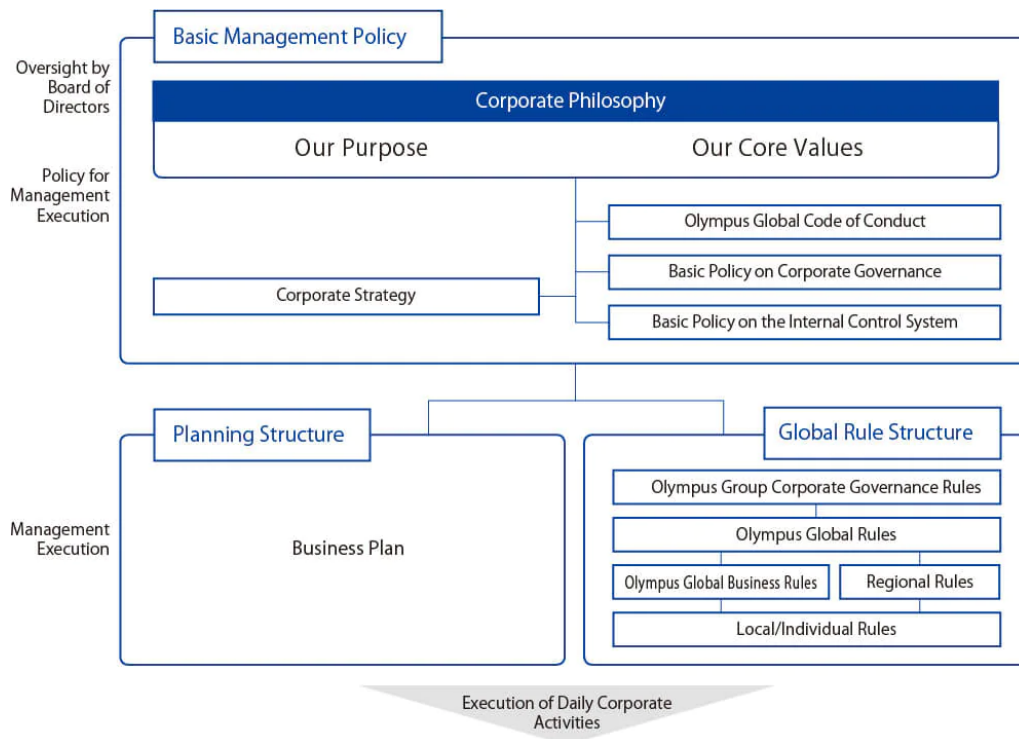 Basic Management Policy
Oversight by
Board of
Directors
Corporate Philosophy
Our Purpose
Our Core Values
Policy for
Management
Execution
Olympus Global Code of Conduct
Basic Policy on Corporate Governance
Corporate Strategy
Basic Policy on the Internal Control System
Planning Structure
Global Rule Structure
Management
Execution
Business Plan
Olympus Group Corporate Governance Rules
Olympus Global Rules
Olympus Global Business Rules
Regional Rules
Local/Individual Rules
Execution of Daily Corporate
Activities